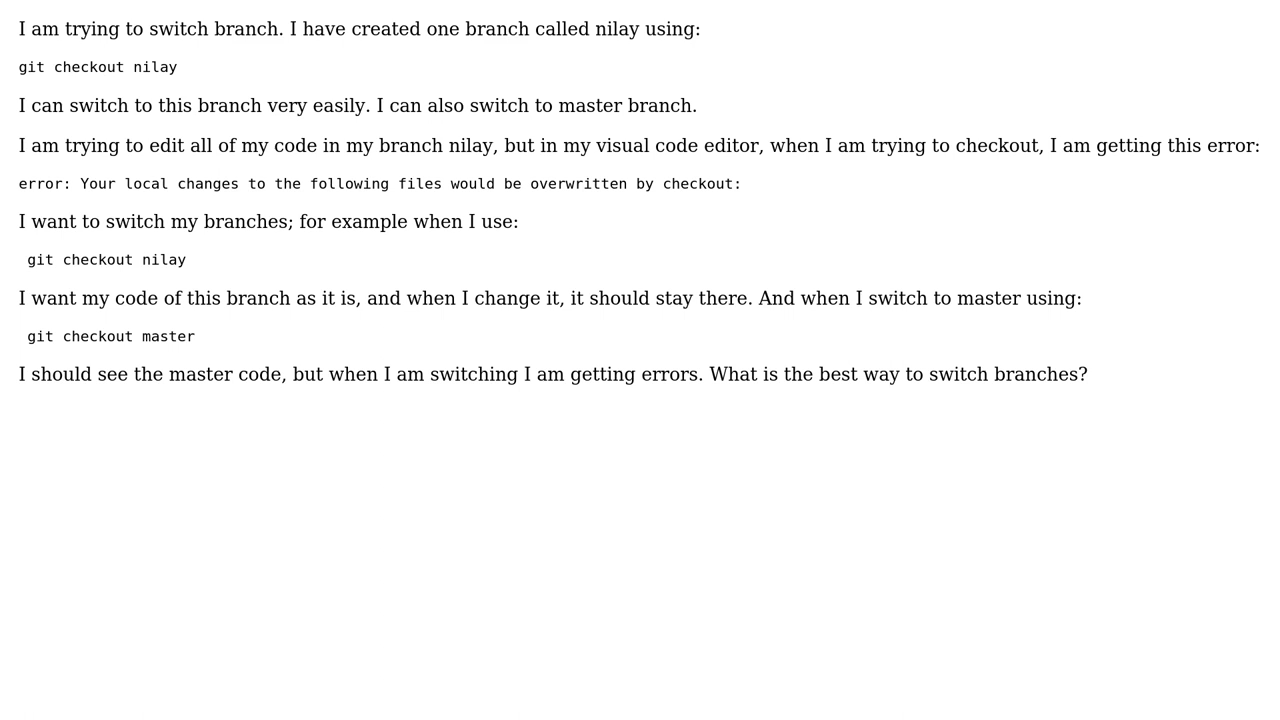 I am trying to switch branch. I have created one branch called nilay using:
git checkout nilay
I can switch to this branch very easily. I can also switch to master branch.
I am trying to edit all of my code in my branch nilay, but in my visual code editor, when I am trying to checkout, I am getting this error:
error: Your local changes to the following files would be overwritten by checkout:
I want to switch my branches; for example when I use:
git checkout nilay
I want my code of this branch as it is, and when I change it, it should stay there. And when I switch to master using:
git checkout master
I should see the master code, but when I am switching I am getting errors. What is the best way to switch branches?